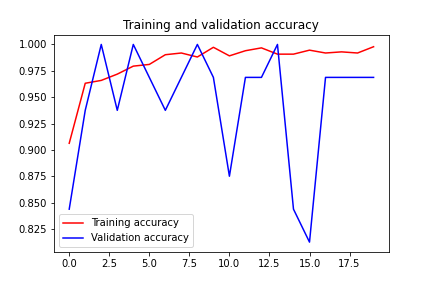 Training and validation accuracy
1.000
0.975
0.950
0.925
0.900
0.875
0.850
0.825
Training accuracy
Validation accuracy
0.0 2.5 5.0 7.5 10.0 12.5 15.0 17.5